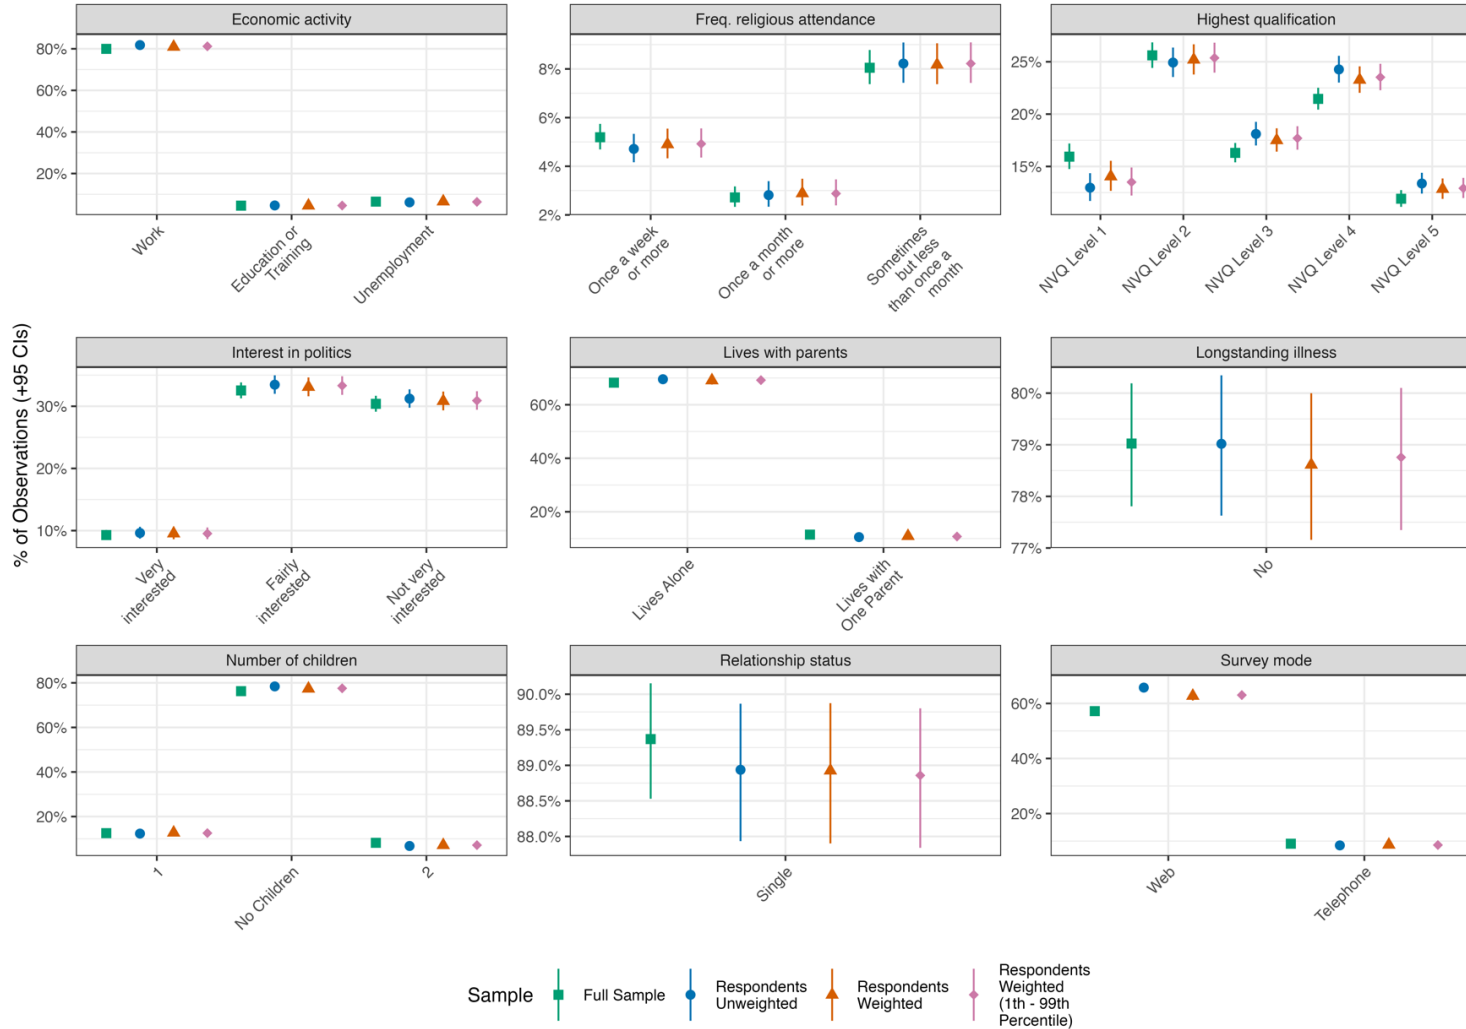 Economic activity
Freq. religious attendance
Highest qualification
80%
60%
40%
20%
8%
6%
4%
2%
25%
20%
15%
Work
Education or
Training
Unemployment
Once a week
or more
Once a month
or more
Sometimes
but less
than once a
month
NVQ Level 1
NVQ Level 2
NVQ Level 3
NVQ Level 4
NVQ Level 5
% of Observations (+95 CIs)
Interest in politics
Lives with parents
Longstanding illness
30%
20%
10%
60%
40%
20%
80%
79%
78%
77%
Very
interested
Fairly
interested
Not very
interested
Lives Alone
Lives with
One Parent
No
Number of children
Relationship status
Survey mode
80%
60%
40%
20%
90.0%
89.5%
89.0%
88.5%
88.0%
60%
40%
20%
1
No Children
2
Single
Web
Telephone
Sample
Full Sample
Respondents
Unweighted
Respondents
Weighted
Respondents
Weighted
(1th - 99th
Percentile)